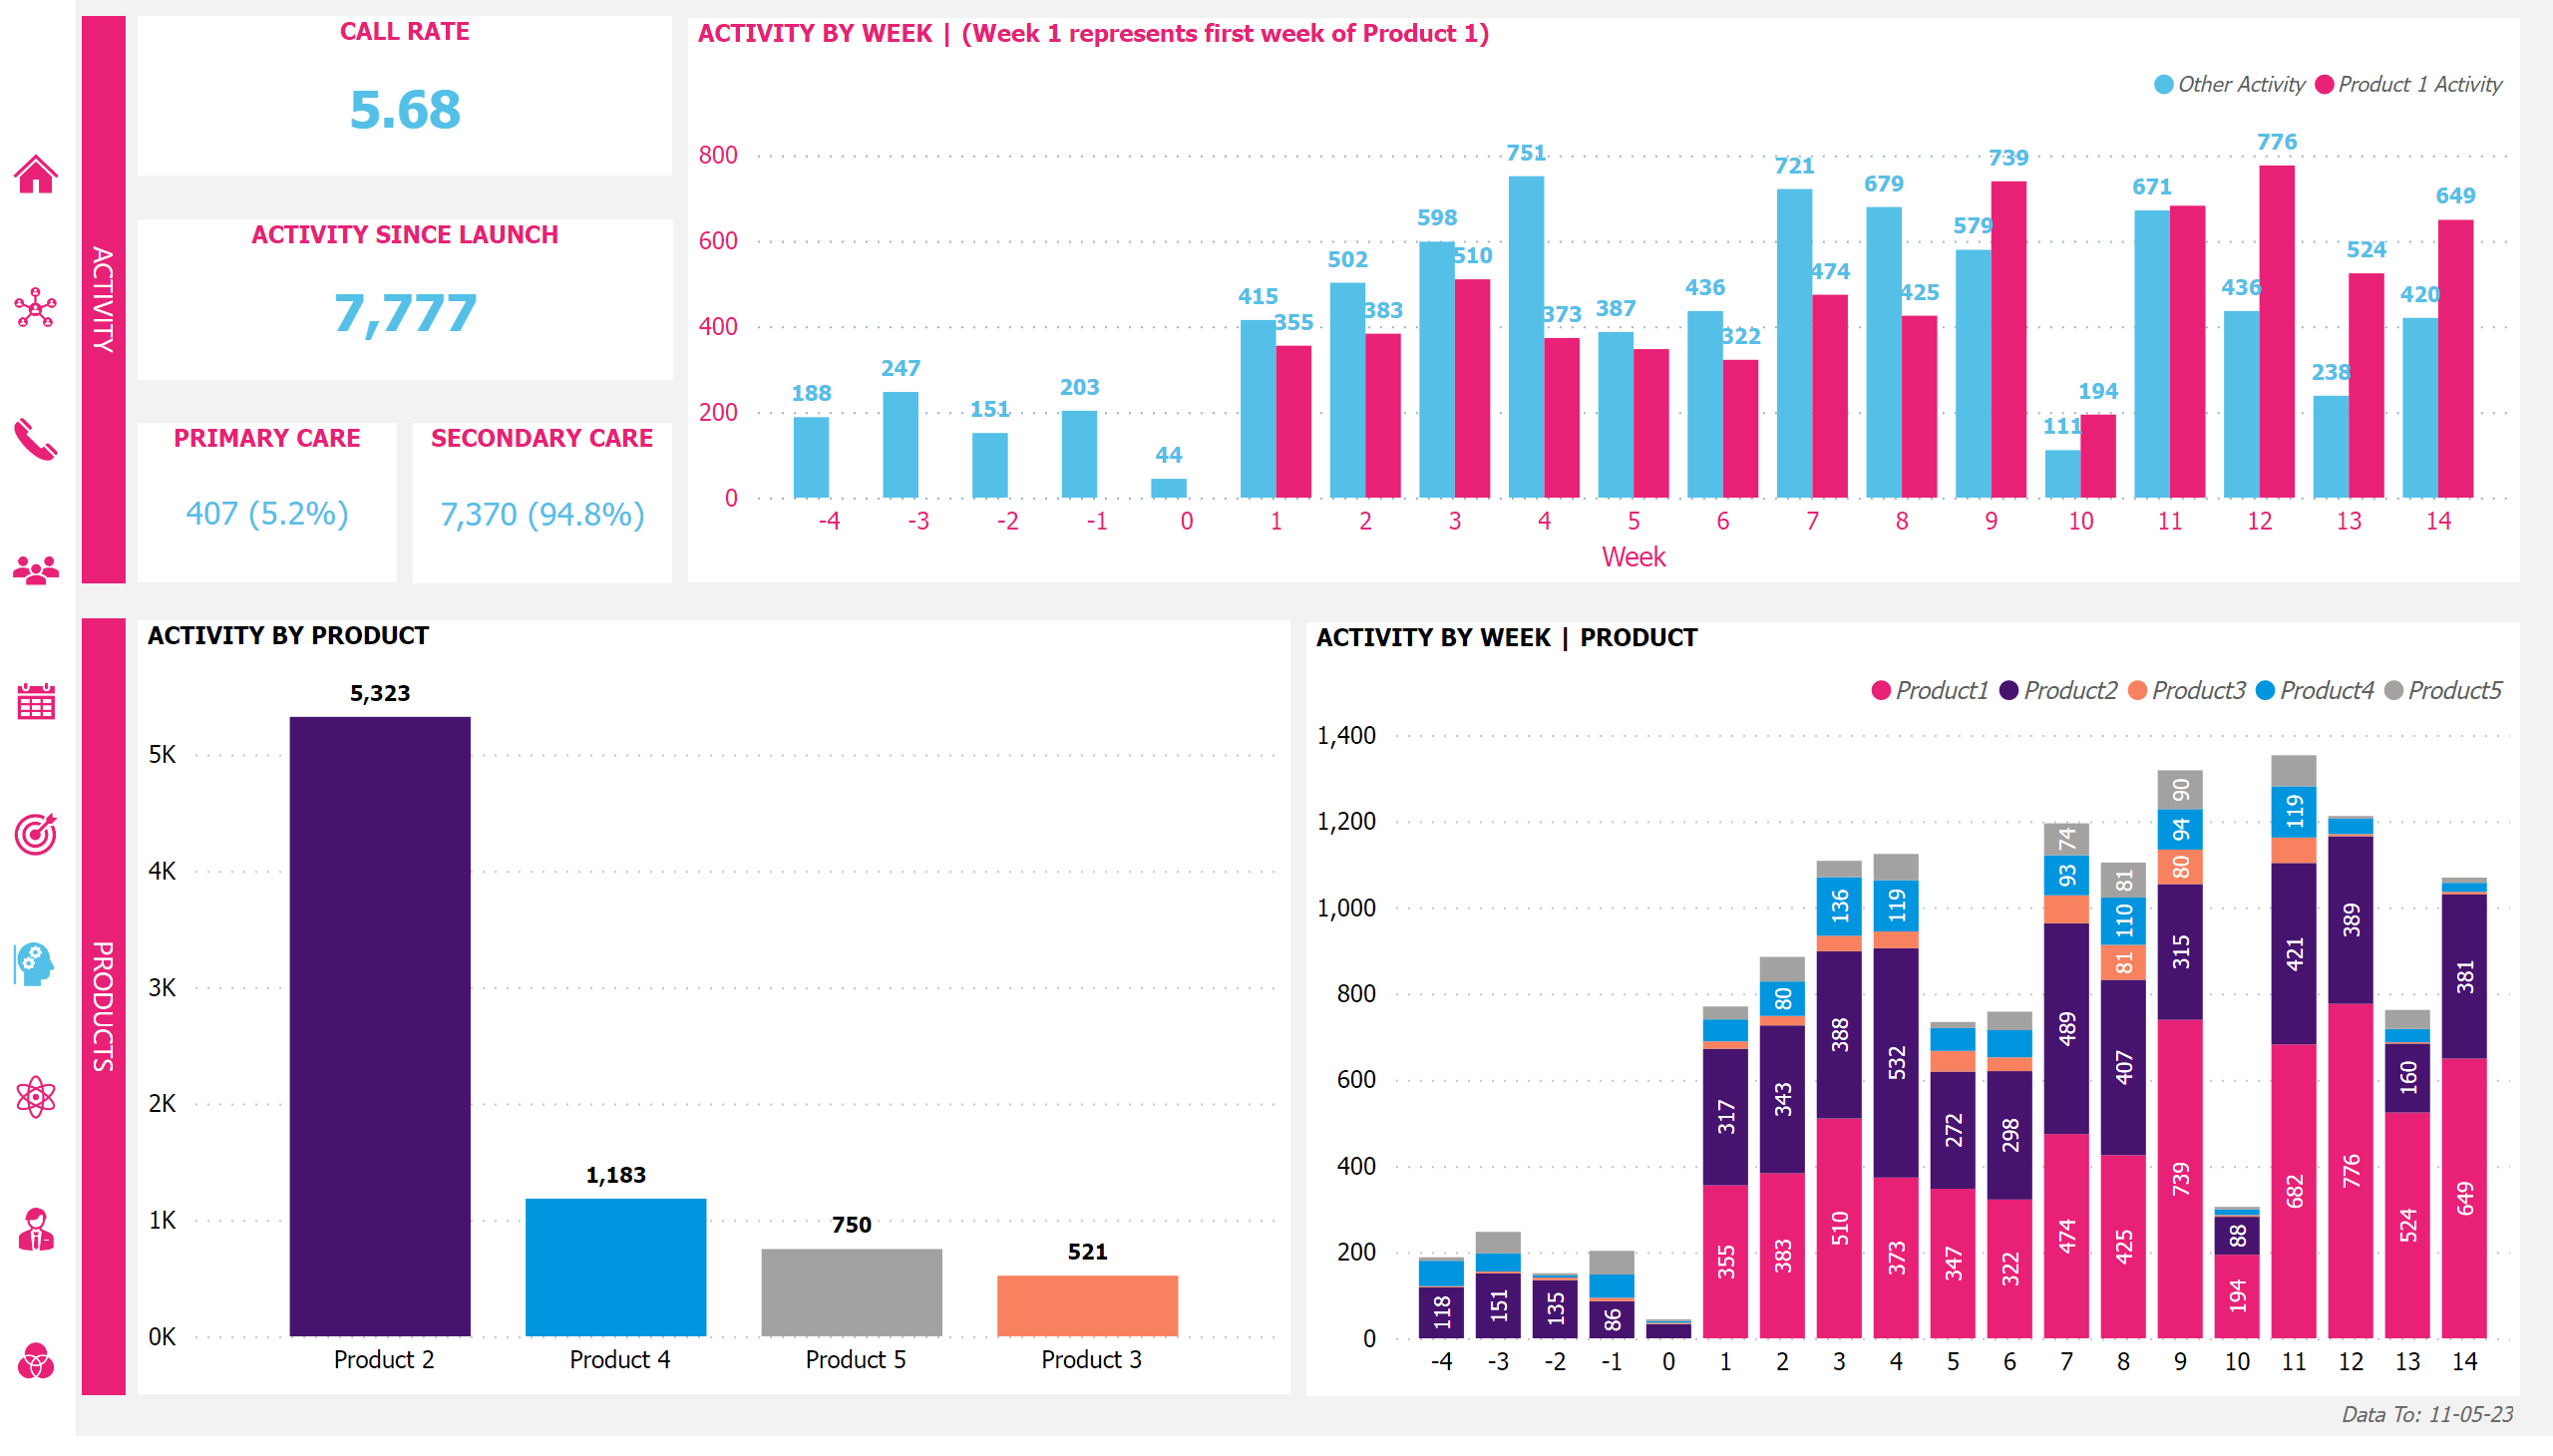 CALL RATE
5.68
ACTIVITY SINCE LAUNCH
7,777
PRIMARY CARE
407 (5.2%)
SECONDARY CARE
7,370 (94.8%)
ACTIVITY
ACTIVITY BY WEEK | (Week 1 represents first week of Product 1)
Other Activity Product 1 Activity
800
600
400
200
0
188 247 151 203 44 415 355 502 383 598 510 751 373 387 436 322 721 474 679 425 579 739 111 194 671 436 776 238 524 420 649
-4 -3 -2 -1 0 1 2 3 4 5 6 7 8 9 10 11 12 13 14
Week
PRODUCTS
ACTIVITY BY PRODUCT
5K
4K
3K
2K
1K
0K
5,323
1,183
750
521
Product 2 Product 4 Product 5 Product 3
ACTIVITY BY WEEK | PRODUCT
Product1 Product2 Product3 Product4 Product5
1,400
1,200
1,000
800
600
400
200
0
118
151
135
86
317
355
80
343
383
136
388
510
119
532
373
272
347
298
322
74
93
489
474
81
110
81
407
425
90
94
80
315
739
88
194
119
421
682
389
776
160
524
381
649
-4 -3 -2 -1 0 1 2 3 4 5 6 7 8 9 10 11 12 13 14
Data To: 11-05-23